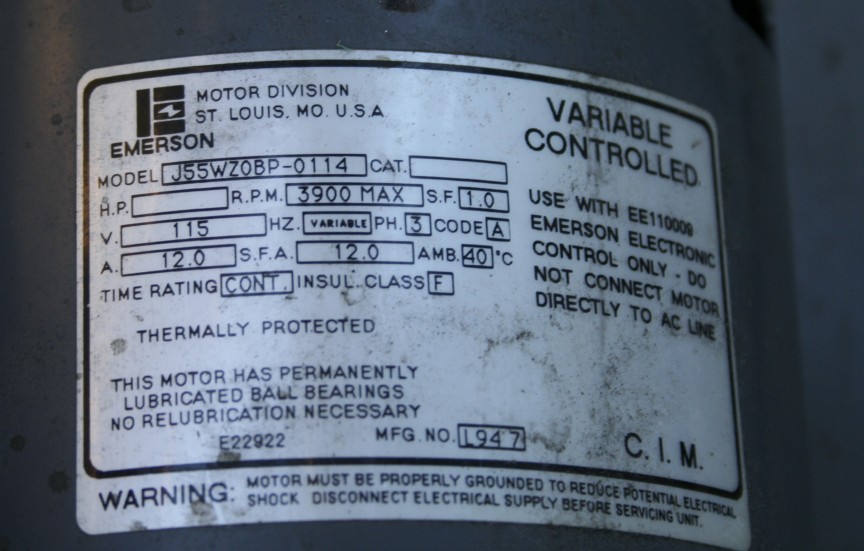 MOTOR DIVISION
ST. LOUIS. MO. U.S.A
EMERSON
MODEL J55WZ0BP-0114 CAT.
H.P. R.P.M. 3900 MAX S.F. 1.0
V. 115 HZ. VARIABLE PH. 3 CODE A
A. 12.0 S.F.A. 12.0 AMB. 40 °C
TIME RATING CONT. INSUL. CLASS F
THERMALLY PROTECTED
THIS MOTOR HAS PERMANENTLY
LUBRICATED BALL BEARINGS
NO RELUBRICATION NECESSARY
E22922 MFG. NO. L947
VARIABLE
CONTROLLED
USE WITH EE110009
EMERSON ELECTRONIC
CONTROL ONLY - DO
NOT CONNECT MOTOR
DIRECTLY TO AC LINE
C. I. M.
WARNING: MOTOR MUST BE PROPERLY GROUNDED TO REDUCE POTENTIAL ELECTRICAL
SHOCK DISCONNECT ELECTRICAL SUPPLY BEFORE SERVICING UNIT.